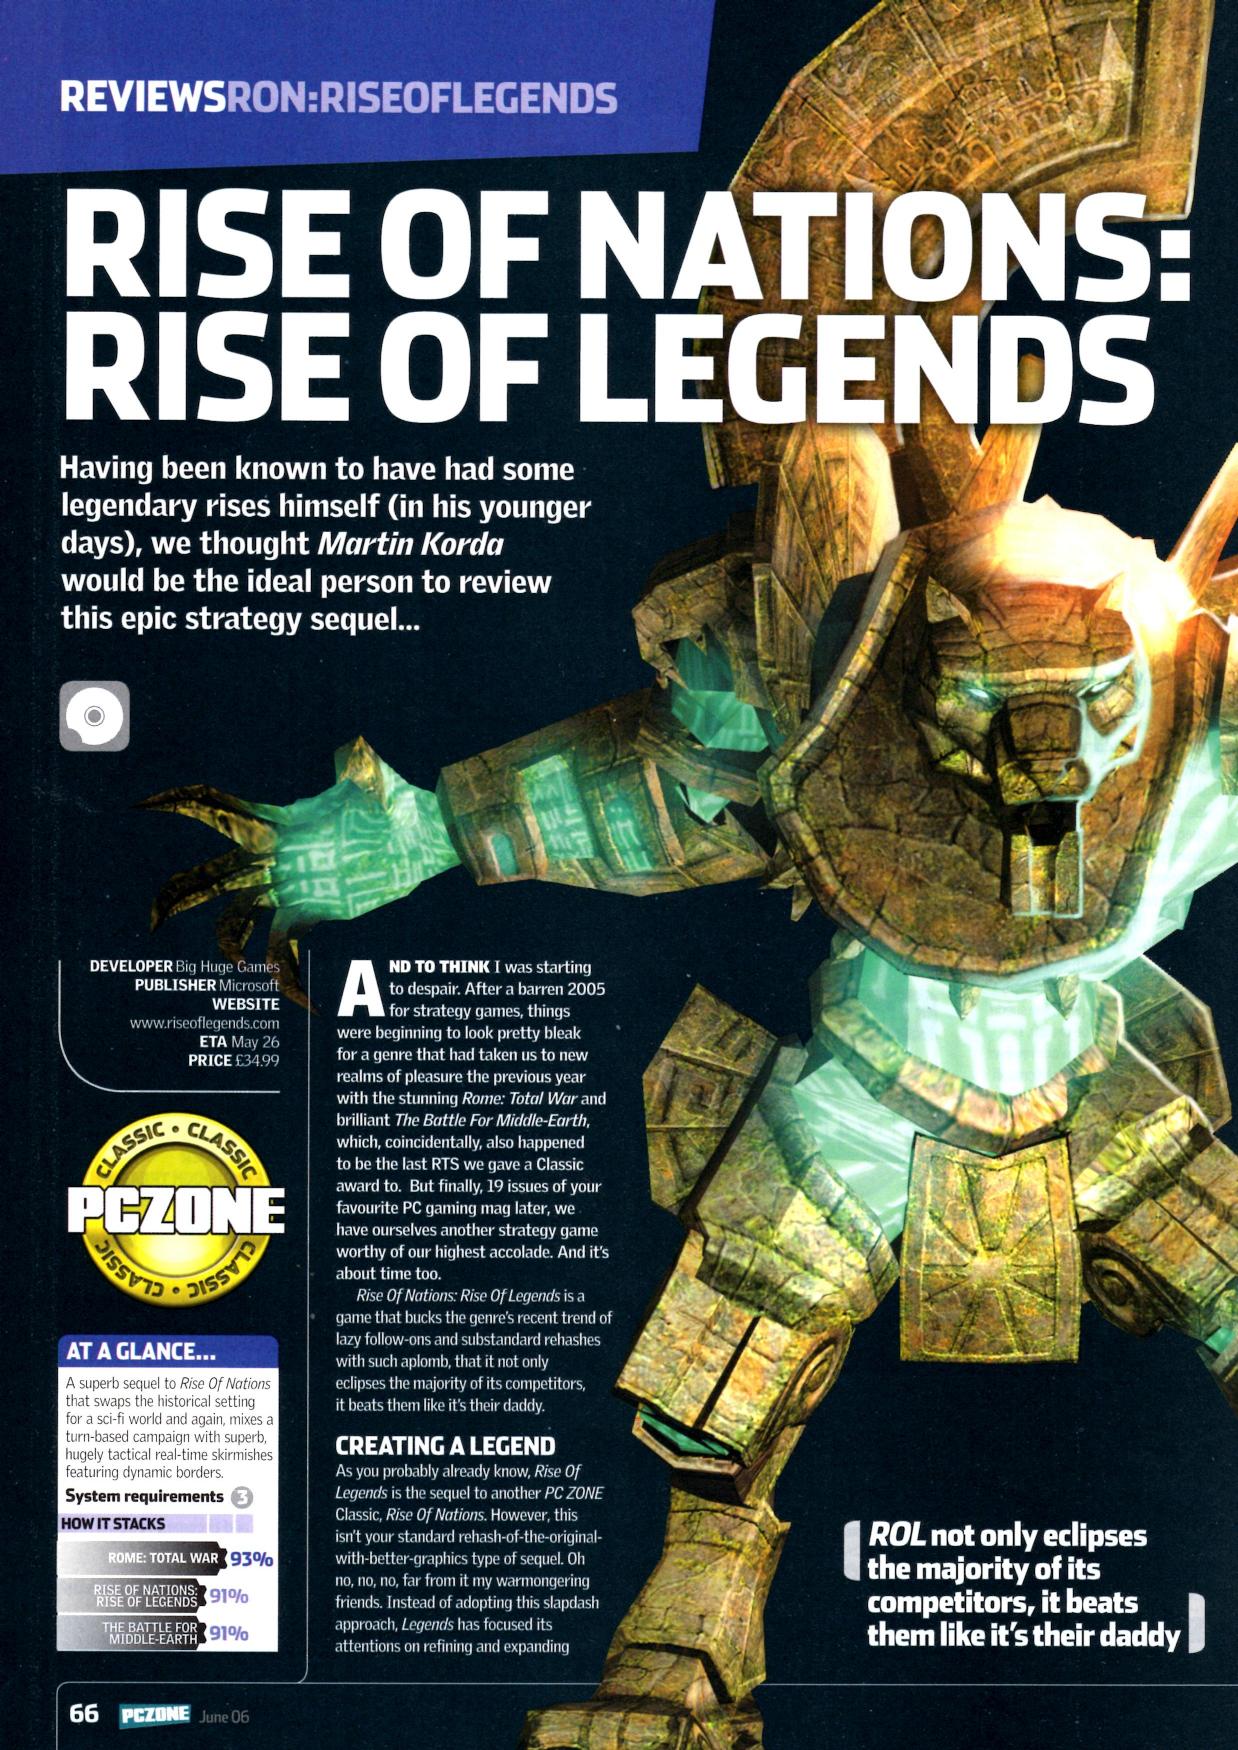 REVIEWSRON:RISEOFLEGENDS
RISE OF NATIONS:
RISE OF LEGENDS
Having been known to have had some
legendary rises himself (in his younger
days), we thought Martin Korda
would be the ideal person to review
this epic strategy sequel...
DEVELOPER Big Huge Games
PUBLISHER Microsoft
WEBSITE
www.riseoflegends.com
ETA May 26
PRICE £34.99
CLASSIC • CLASSIC
PCZONE
CLASSIC • CLASSIC
AT A GLANCE...
A superb sequel to Rise Of Nations
that swaps the historical setting
for a sci-fi world and again, mixes a
turn-based campaign with superb,
hugely tactical real-time skirmishes
featuring dynamic borders.
System requirements 3
HOW IT STACKS
ROME: TOTAL WAR 93%
RISE OF NATIONS:
RISE OF LEGENDS 91%
THE BATTLE FOR
MIDDLE-EARTH 91%
AND TO THINK I was starting
to despair. After a barren 2005
for strategy games, things
were beginning to look pretty bleak
for a genre that had taken us to new
realms of pleasure the previous year
with the stunning Rome: Total War and
brilliant The Battle For Middle-Earth,
which, coincidentally, also happened
to be the last RTS we gave a Classic
award to. But finally, 19 issues of your
favourite PC gaming mag later, we
have ourselves another strategy game
worthy of our highest accolade. And it's
about time too.
Rise Of Nations: Rise Of Legends is a
game that bucks the genre's recent trend of
lazy follow-ons and substandard rehashes
with such aplomb, that it not only
eclipses the majority of its competitors,
it beats them like it's their daddy.
CREATING A LEGEND
As you probably already know, Rise Of
Legends is the sequel to another PC ZONE
Classic, Rise Of Nations. However, this
isn't your standard rehash-of-the-original-
with-better-graphics type of sequel. Oh
no, no, no, far from it my warmongering
friends. Instead of adopting this slapdash
approach, Legends has focused its
attentions on refining and expanding
ROL not only eclipses
the majority of its
competitors, it beats
them like it's their daddy
66 PCZONE June 06